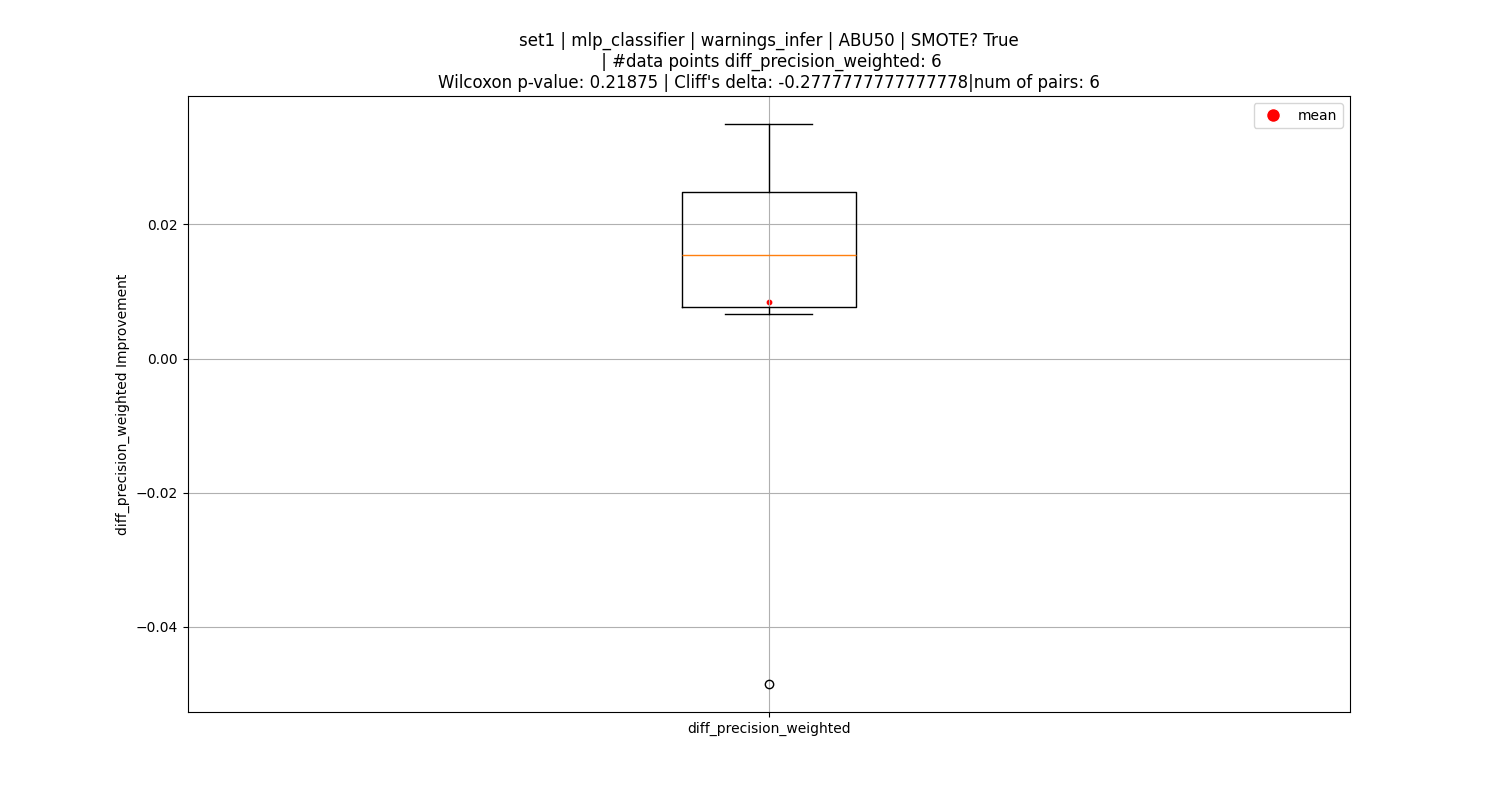 set1 | mlp_classifier | warnings_infer | ABU50 | SMOTE? True
| #data points diff_precision_weighted: 6
Wilcoxon p-value: 0.21875 | Cliff's delta: -0.2777777777777778|num of pairs: 6
mean
0.02
0.00
−0.02
−0.04
diff_precision_weighted Improvement
diff_precision_weighted